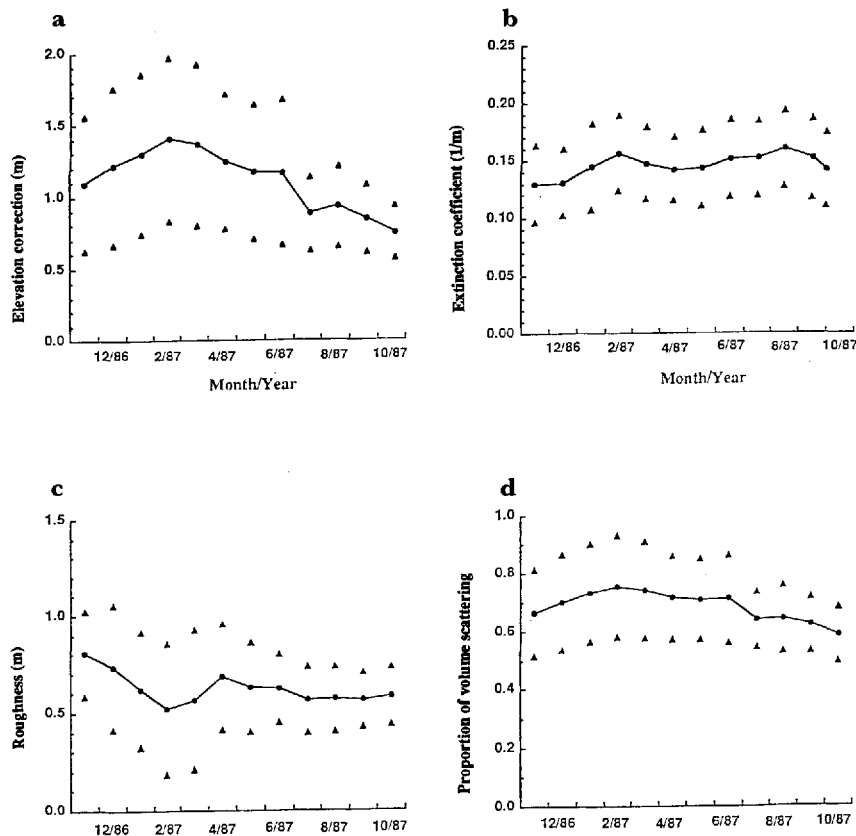 a
2.0
1.5
1.0
0.5
0.0
Elevation correction (m)
12/86 2/87 4/87 6/87 8/87 10/87
Month/Year
b
0.25
0.20
0.15
0.10
0.05
0.00
Extinction coefficient (1/m)
12/86 2/87 4/87 6/87 8/87 10/87
Month/Year
c
1.5
1.0
0.5
0.0
Roughness (m)
12/86 2/87 4/87 6/87 8/87 10/87
d
1.0
0.8
0.6
0.4
0.2
0.0
Proportion of volume scattering
12/86 2/87 4/87 6/87 8/87 10/87